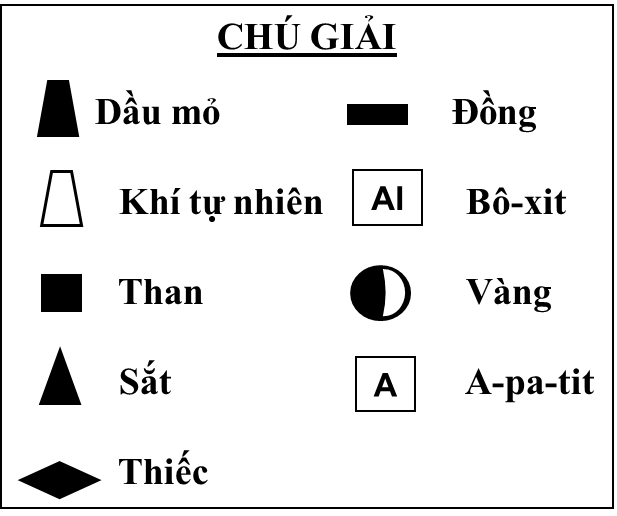 CHÚ GIẢI
Dầu mỏ
Đồng
Khí tự nhiên
Al
Bô-xit
Than
Vàng
Sắt
A
A-pa-tit
Thiếc